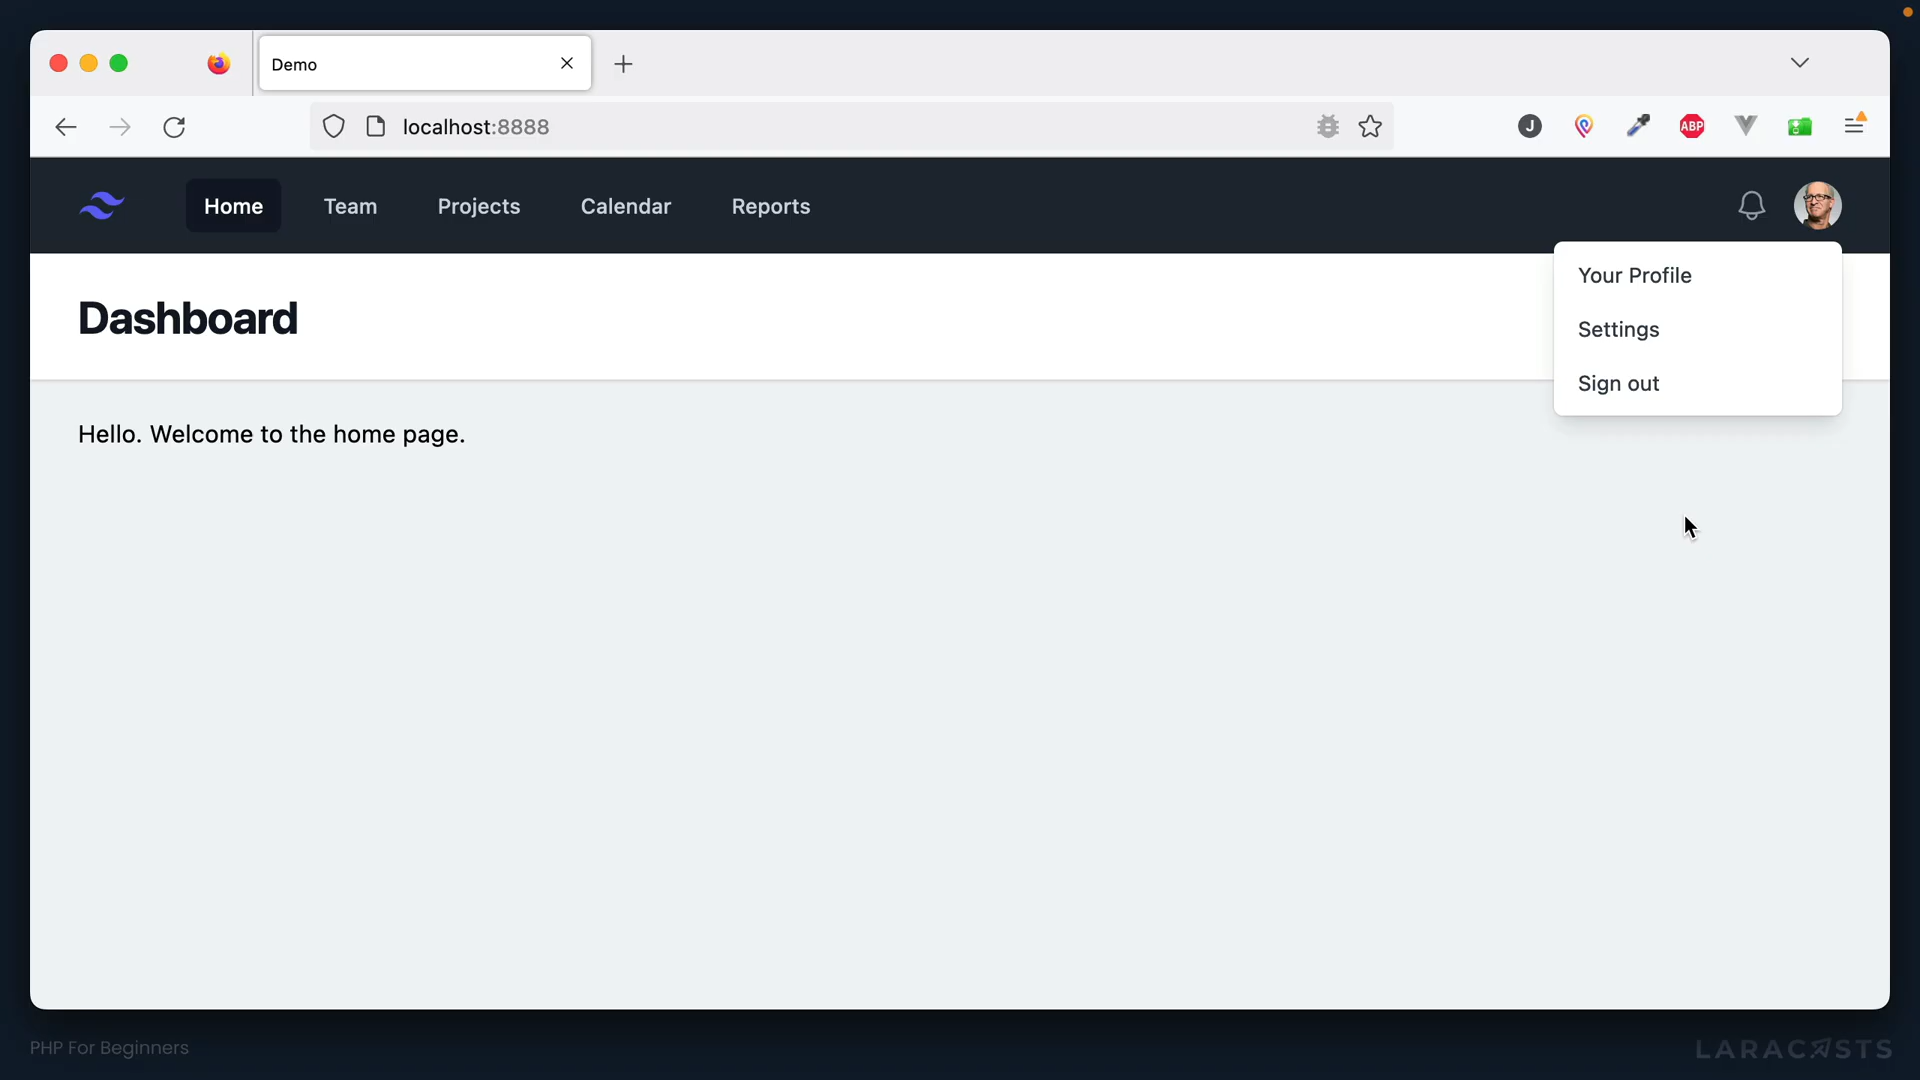 Demo
localhost:8888
J
ABP
Home
Team
Projects
Calendar
Reports
Your Profile
Dashboard
Settings
Sign out
Hello. Welcome to the home page.
PHP For Beginners
LARACASTS